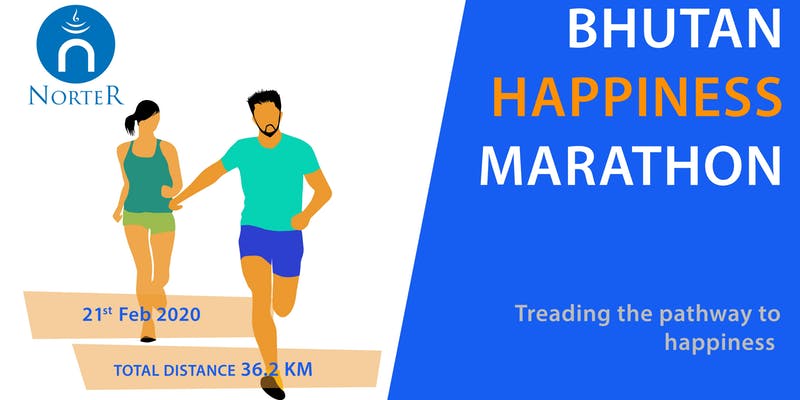 NORTER
BHUTAN
HAPPINESS
MARATHON
21st Feb 2020
TOTAL DISTANCE 36.2 KM
Treading the pathway to
happiness